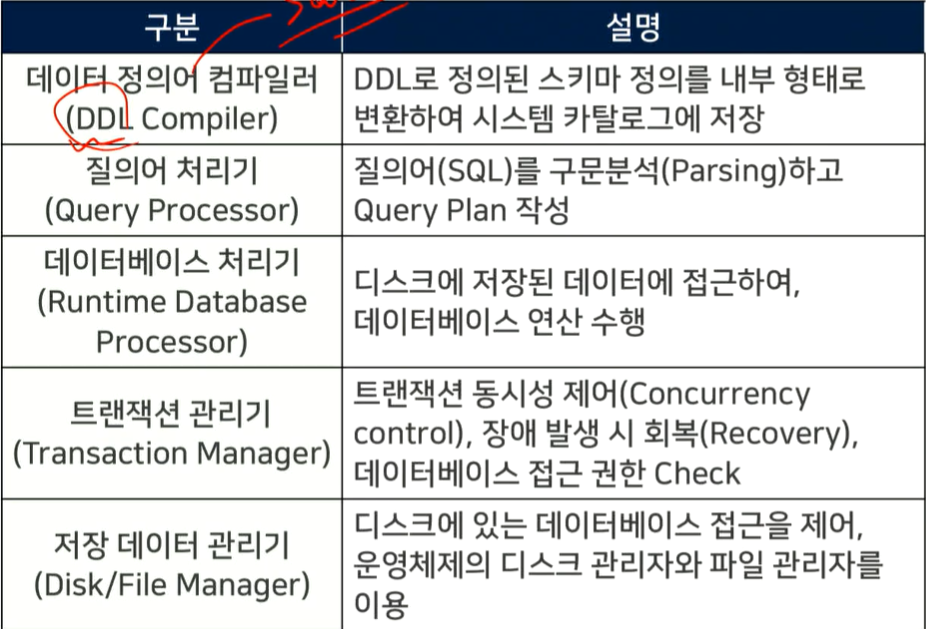 구분
설명
데이터 정의어 컴파일러
(DDL Compiler)
DDL로 정의된 스키마 정의를 내부 형태로
변환하여 시스템 카탈로그에 저장
질의어 처리기
(Query Processor)
질의어(SQL)를 구문분석(Parsing)하고
Query Plan 작성
데이터베이스 처리기
(Runtime Database
Processor)
디스크에 저장된 데이터에 접근하여,
데이터베이스 연산 수행
트랜잭션 관리기
(Transaction Manager)
트랜잭션 동시성 제어(Concurrency
control), 장애 발생 시 회복(Recovery),
데이터베이스 접근 권한 Check
저장 데이터 관리기
(Disk/File Manager)
디스크에 있는 데이터베이스 접근을 제어,
운영체제의 디스크 관리자와 파일 관리자를
이용